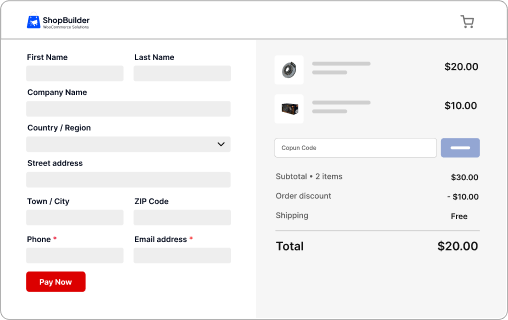 ShopBuilder
WooCommerce Solutions
First Name
Last Name
Company Name
Country / Region
Street address
Town / City
ZIP Code
Phone *
Email address *
Pay Now
$20.00
$10.00
Copun Code
Subtotal • 2 items
$30.00
Order discount
- $10.00
Shipping
Free
Total
$20.00